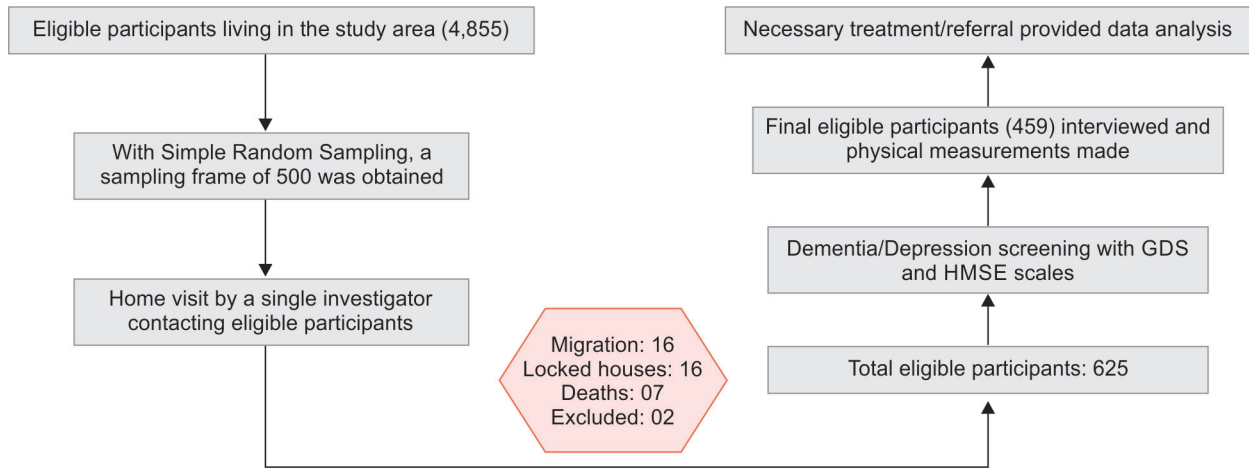 Eligible participants living in the study area (4,855)
With Simple Random Sampling, a
sampling frame of 500 was obtained
Home visit by a single investigator
contacting eligible participants
Migration: 16
Locked houses: 16
Deaths: 07
Excluded: 02
Total eligible participants: 625
Dementia/Depression screening with GDS
and HMSE scales
Final eligible participants (459) interviewed and
physical measurements made
Necessary treatment/referral provided data analysis